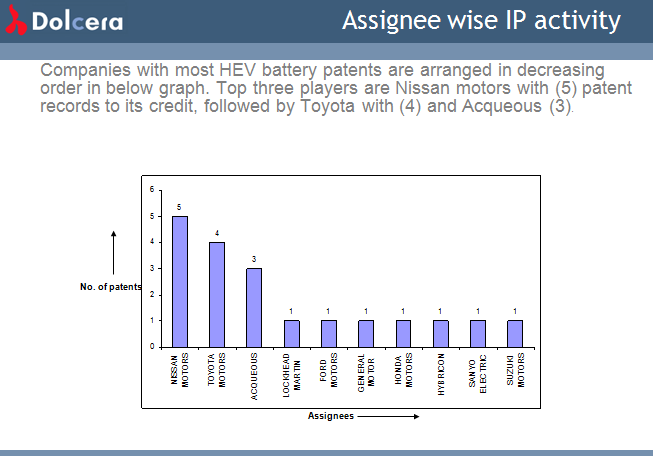 Dolcera
Assignee wise IP activity
Companies with most HEV battery patents are arranged in decreasing
order in below graph. Top three players are Nissan motors with (5) patent
records to its credit, followed by Toyota with (4) and Acqueous (3).
6
5
4
3
2
1
0
No. of patents
5
4
3
1
1
1
1
1
1
1
NISSAN
MOTORS
TOYOTA
MOTORS
ACQUEOUS
LOCKHEAD
MARTIN
FORD
MOTORS
GENERAL
MOTOR
HONDA
MOTORS
HYBRICON
SANYO
ELECTRIC
SUZUKI
MOTORS
Assignees